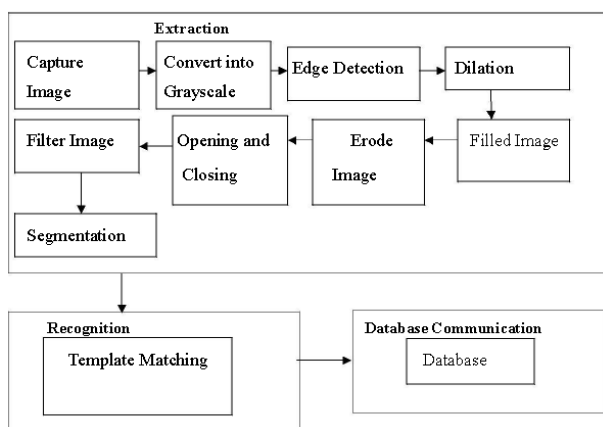 Extraction
Capture
Image
Convert into
Grayscale
Edge Detection
Dilation
Filled Image
Erode
Image
Opening and
Closing
Filter Image
Segmentation
Recognition
Template Matching
Database Communication
Database